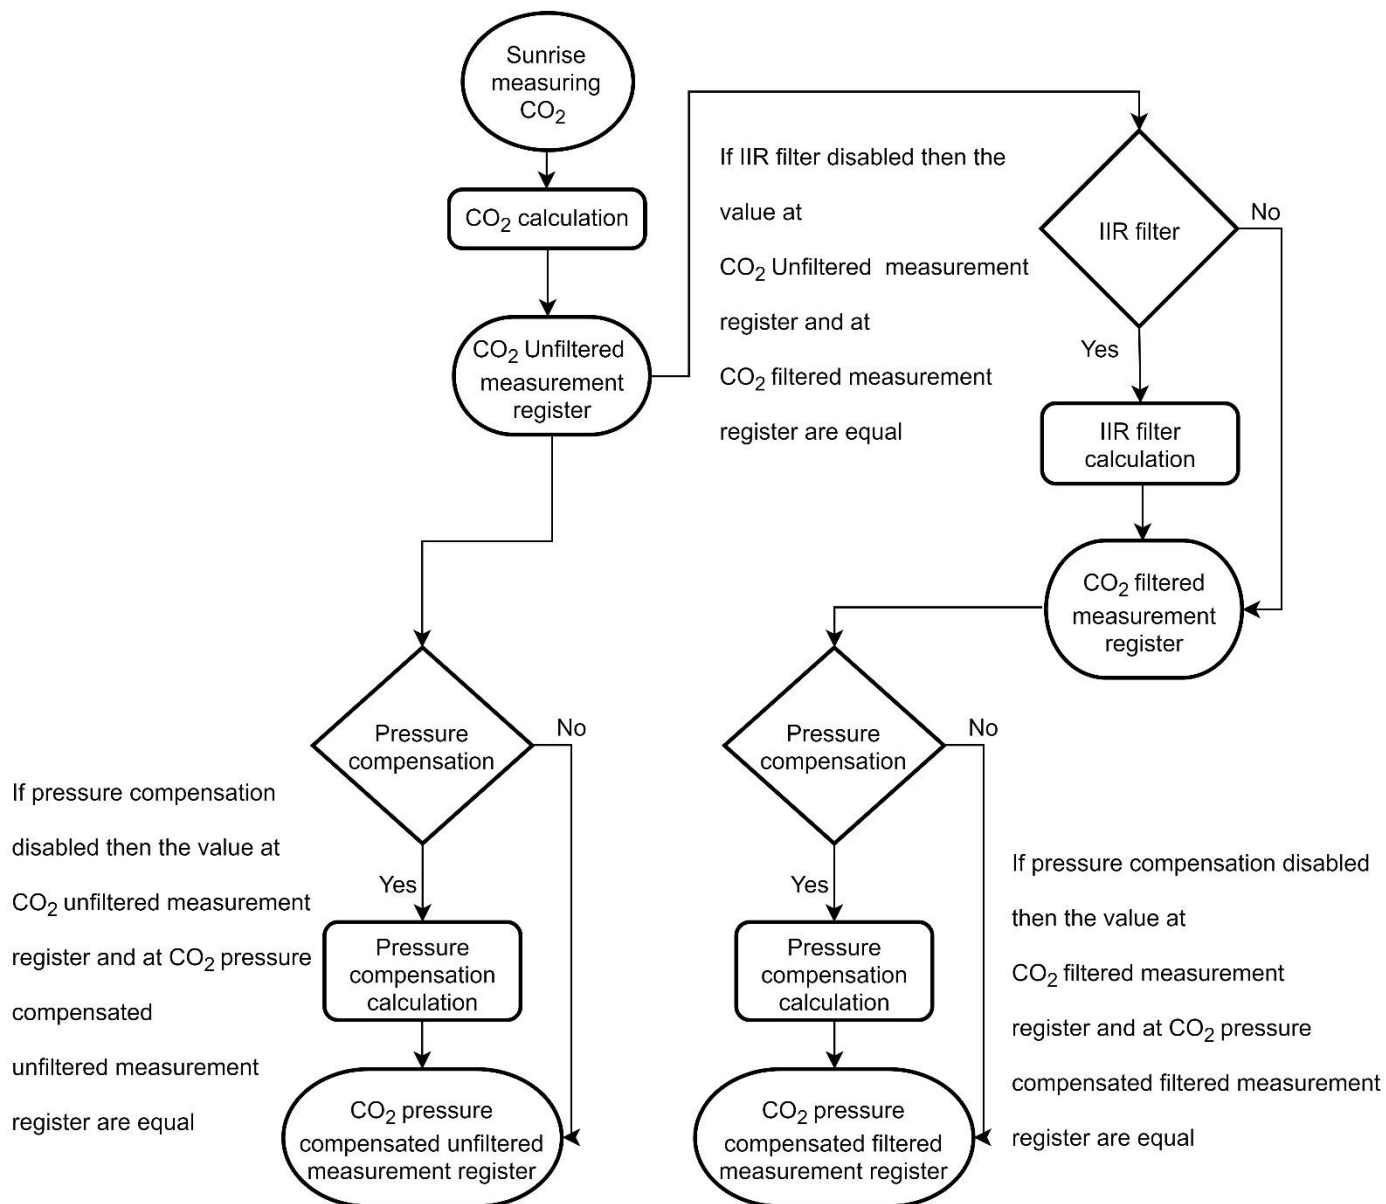 Sunrise
measuring
CO2
CO2 calculation
CO2 Unfiltered
measurement
register
If IIR filter disabled then the
value at
CO2 Unfiltered measurement
register and at
CO2 filtered measurement
register are equal
IIR filter
No
Yes
IIR filter
calculation
CO2 filtered
measurement
register
Pressure
compensation
No
Yes
Pressure
compensation
calculation
CO2 pressure
compensated unfiltered
measurement register
If pressure compensation
disabled then the value at
CO2 unfiltered measurement
register and at CO2 pressure
compensated
unfiltered measurement
register are equal
Pressure
compensation
No
Yes
Pressure
compensation
calculation
CO2 pressure
compensated filtered
measurement register
If pressure compensation disabled
then the value at
CO2 filtered measurement
register and at CO2 pressure
compensated filtered measurement
register are equal